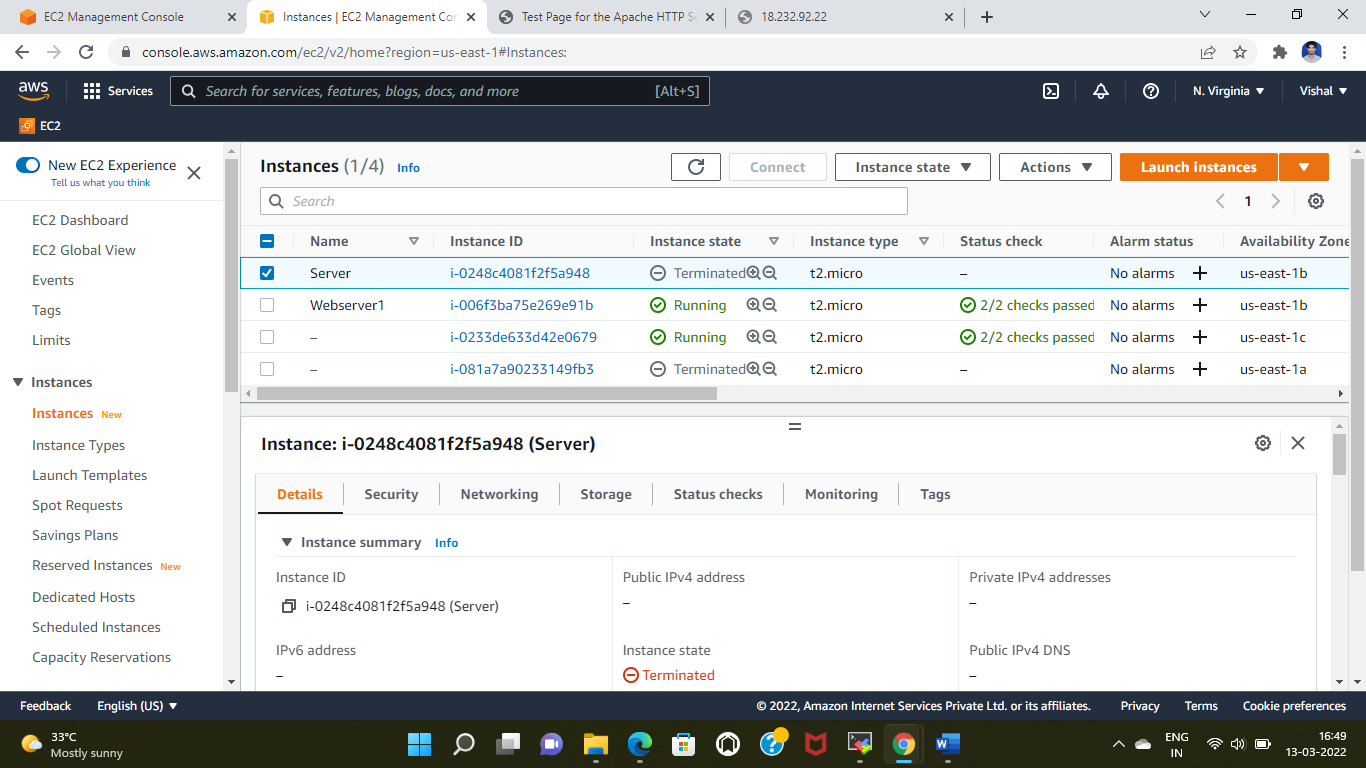 EC2 Management Console
Instances | EC2 Management Con
Test Page for the Apache HTTP S
18.232.92.22
console.aws.amazon.com/ec2/v2/home?region=us-east-1#Instances:
aws
Services
Search for services, features, blogs, docs, and more
[Alt+S]
N. Virginia
Vishal
EC2
New EC2 Experience
Tell us what you think
EC2 Dashboard
EC2 Global View
Events
Tags
Limits
Instances
Instances New
Instance Types
Launch Templates
Spot Requests
Savings Plans
Reserved Instances New
Dedicated Hosts
Scheduled Instances
Capacity Reservations
Instances (1/4) Info
Connect
Instance state
Actions
Launch instances
Search
1
Name Instance ID Instance state Instance type Status check Alarm status Availability Zone
Server i-0248c4081f2f5a948 Terminated t2.micro – No alarms + us-east-1b
Webserver1 i-006f3ba75e269e91b Running t2.micro 2/2 checks passed No alarms + us-east-1b
– i-0233de633d42e0679 Running t2.micro 2/2 checks passed No alarms + us-east-1c
– i-081a7a90233149fb3 Terminated t2.micro – No alarms + us-east-1a
Instance: i-0248c4081f2f5a948 (Server)
Details Security Networking Storage Status checks Monitoring Tags
Instance summary Info
Instance ID
i-0248c4081f2f5a948 (Server)
Public IPv4 address
–
Private IPv4 addresses
–
IPv6 address
–
Instance state
Terminated
Public IPv4 DNS
–
Feedback English (US)
© 2022, Amazon Internet Services Private Ltd. or its affiliates. Privacy Terms Cookie preferences
33°C
Mostly sunny
ENG
IN
16:49
13-03-2022